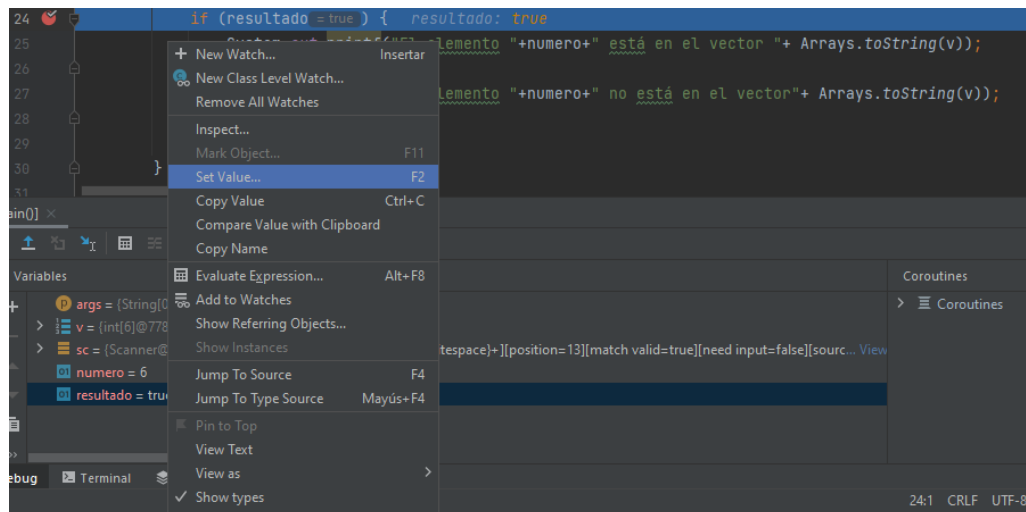 24 if (resultado = true ) { resultado: true
25 elemento "+numero+" está en el vector "+ Arrays.toString(v));
26
27 lemento "+numero+" no está en el vector"+ Arrays.toString(v));
28
29
30 }
31
New Watch... Insertar
New Class Level Watch...
Remove All Watches
Inspect...
Mark Object... F11
Set Value... F2
Copy Value Ctrl+C
Compare Value with Clipboard
Copy Name
Evaluate Expression... Alt+F8
Add to Watches
Show Referring Objects...
Show Instances
Jump To Source F4
Jump To Type Source Mayús+F4
Pin to Top
View Text
View as
Show types
ain()]
Variables
args = {String[0
v = {int[6]@778
sc = {Scanner@
itespace}+][position=13][match valid=true][need input=false][sourc... View
numero = 6
resultado = tru
Coroutines
Coroutines
ebug Terminal
24:1 CRLF UTF-8